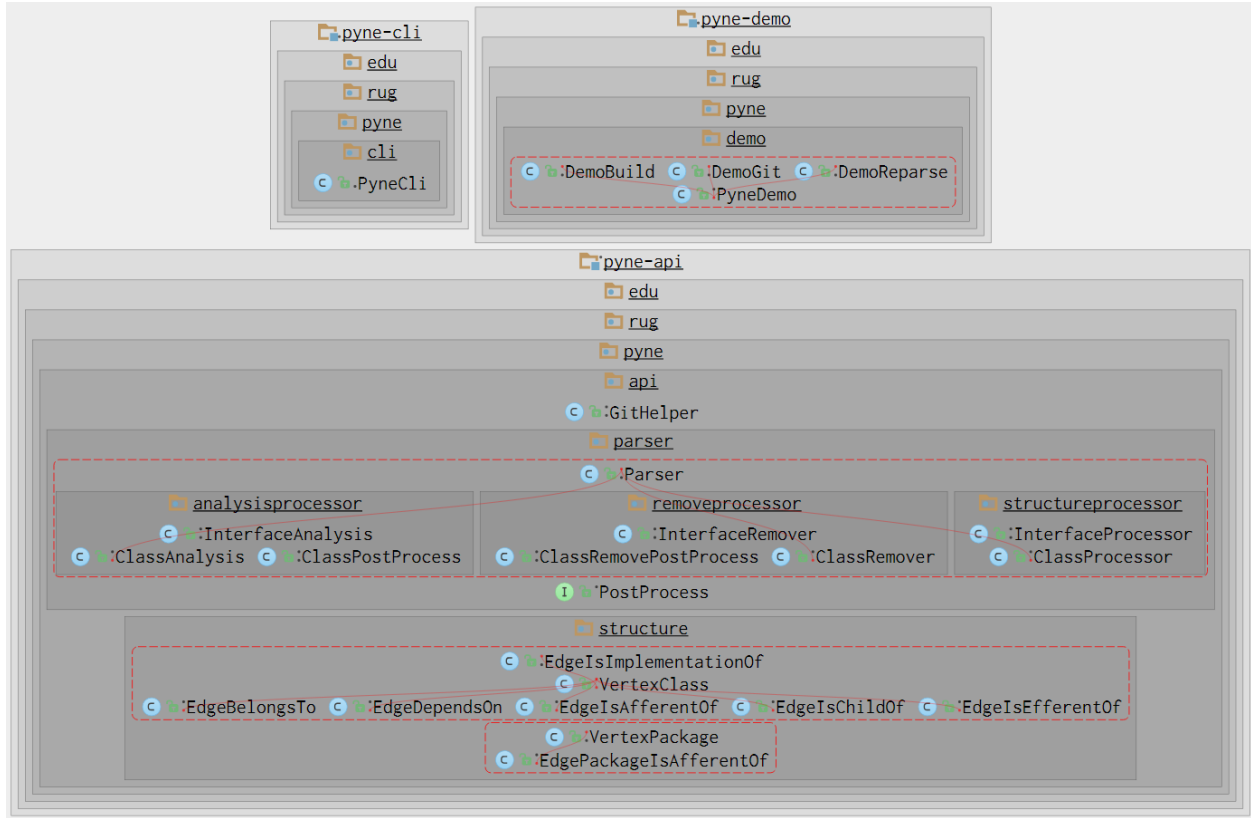 pyne-cli
edu
rug
pyne
cli
PyneCli
pyne-demo
edu
rug
pyne
demo
DemoBuild DemoGit DemoReparse
PyneDemo
pyne-api
edu
rug
pyne
api
GitHelper
parser
Parser
analysisprocessor
InterfaceAnalysis
ClassAnalysis ClassPostProcess
removeprocessor
InterfaceRemover
ClassRemovePostProcess ClassRemover
structureprocessor
InterfaceProcessor
ClassProcessor
PostProcess
structure
EdgeIsImplementationOf
VertexClass
EdgeBelongsTo EdgeDependsOn EdgeIsAfferentOf EdgeIsChildOf EdgeIsEfferentOf
VertexPackage
EdgePackageIsAfferentOf